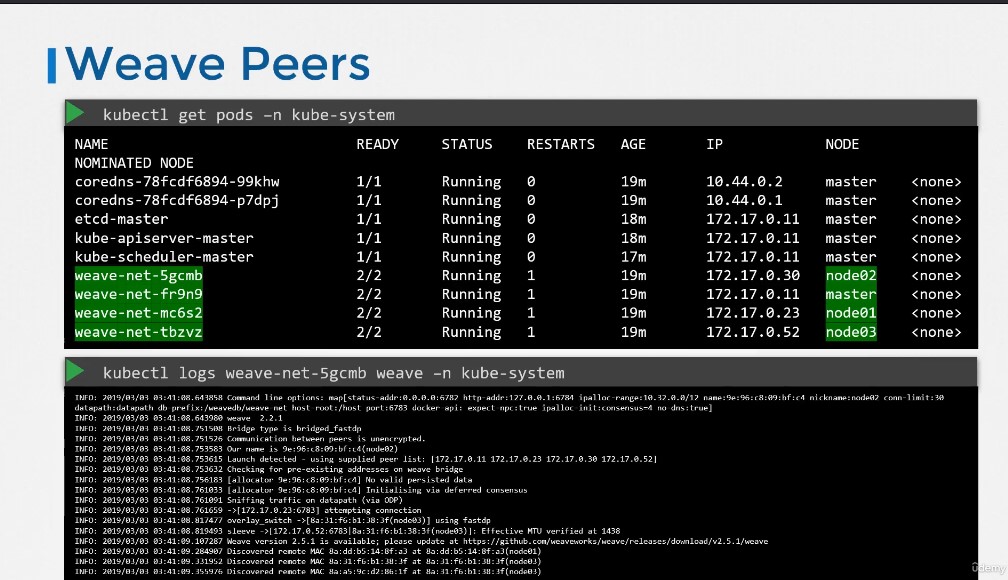 Weave Peers
kubectl get pods –n kube-system
NAME READY STATUS RESTARTS AGE IP NODE
NOMINATED NODE
coredns-78fcdf6894-99khw 1/1 Running 0 19m 10.44.0.2 master <none>
coredns-78fcdf6894-p7dpj 1/1 Running 0 19m 10.44.0.1 master <none>
etcd-master 1/1 Running 0 18m 172.17.0.11 master <none>
kube-apiserver-master 1/1 Running 0 18m 172.17.0.11 master <none>
kube-scheduler-master 1/1 Running 0 17m 172.17.0.11 master <none>
weave-net-5gcmb 2/2 Running 1 19m 172.17.0.30 node02 <none>
weave-net-fr9n9 2/2 Running 1 19m 172.17.0.11 master <none>
weave-net-mc6s2 2/2 Running 1 19m 172.17.0.23 node01 <none>
weave-net-tbzvz 2/2 Running 1 19m 172.17.0.52 node03 <none>
kubectl logs weave-net-5gcmb weave –n kube-system
INFO: 2019/03/03 03:41:08.643858 Command line options: map[status-addr:0.0.0.0:6782 http-addr:127.0.0.1:6784 ipalloc-range:10.32.0.0/12 name:9e:96:c8:09:bf:c4 nickname:node02 conn-limit:30
datapath:datapath db-prefix:/weavedb/weave-net host-root:/host port:6783 docker-api: expect-npc:true ipalloc-init:consensus=4 no-dns:true]
INFO: 2019/03/03 03:41:08.643980 weave 2.2.1
INFO: 2019/03/03 03:41:08.751508 Bridge type is bridged_fastdp
INFO: 2019/03/03 03:41:08.751526 Communication between peers is unencrypted.
INFO: 2019/03/03 03:41:08.753583 Our name is 9e:96:c8:09:bf:c4(node02)
INFO: 2019/03/03 03:41:08.753615 Launch detected - using supplied peer list: [172.17.0.11 172.17.0.23 172.17.0.30 172.17.0.52]
INFO: 2019/03/03 03:41:08.753632 Checking for pre-existing addresses on weave bridge
INFO: 2019/03/03 03:41:08.756183 [allocator 9e:96:c8:09:bf:c4] No valid persisted data
INFO: 2019/03/03 03:41:08.761033 [allocator 9e:96:c8:09:bf:c4] Initialising via deferred consensus
INFO: 2019/03/03 03:41:08.761091 Sniffing traffic on datapath (via ODP)
INFO: 2019/03/03 03:41:08.761659 ->[172.17.0.23:6783] attempting connection
INFO: 2019/03/03 03:41:08.817477 overlay_switch ->[8a:31:f6:b1:38:3f(node03)] using fastdp
INFO: 2019/03/03 03:41:08.819493 sleeve ->[172.17.0.52:6783|8a:31:f6:b1:38:3f(node03)]: Effective MTU verified at 1438
INFO: 2019/03/03 03:41:09.107287 Weave version 2.5.1 is available; please update at https://github.com/weaveworks/weave/releases/download/v2.5.1/weave
INFO: 2019/03/03 03:41:09.284907 Discovered remote MAC 8a:dd:b5:14:8f:a3 at 8a:dd:b5:14:8f:a3(node01)
INFO: 2019/03/03 03:41:09.331952 Discovered remote MAC 8a:31:f6:b1:38:3f at 8a:31:f6:b1:38:3f(node03)
INFO: 2019/03/03 03:41:09.355976 Discovered remote MAC 8a:a5:9c:d2:86:1f at 8a:31:f6:b1:38:3f(node03)
ûdemy